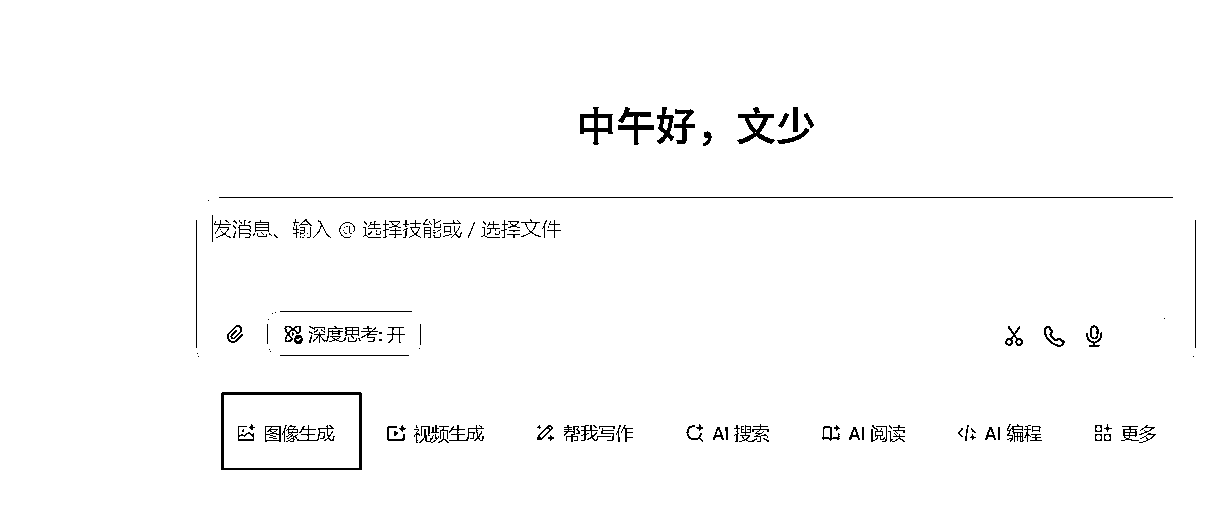 中午好，文少
发消息、输入 @ 选择技能或 / 选择文件
深度思考: 开
图像生成 视频生成 帮我写作 AI 搜索 AI 阅读 AI 编程 更多